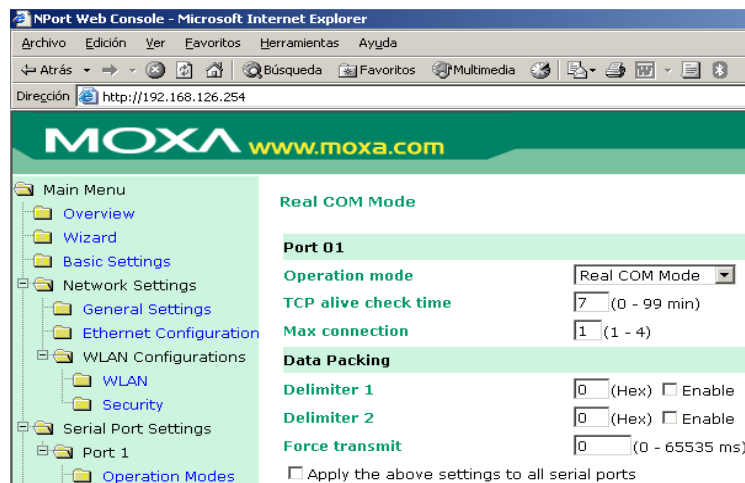 NPort Web Console - Microsoft Internet Explorer
Archivo Edición Ver Favoritos Herramientas Ayuda
Atrás Búsqueda Favoritos Multimedia
Dirección http://192.168.126.254
MOXA www.moxa.com
Main Menu
Overview
Wizard
Basic Settings
Network Settings
General Settings
Ethernet Configuration
WLAN Configurations
WLAN
Security
Serial Port Settings
Port 1
Operation Modes
Real COM Mode
Port 01
Operation mode Real COM Mode
TCP alive check time 7 (0 - 99 min)
Max connection 1 (1 - 4)
Data Packing
Delimiter 1 0 (Hex) Enable
Delimiter 2 0 (Hex) Enable
Force transmit 0 (0 - 65535 ms)
Apply the above settings to all serial ports